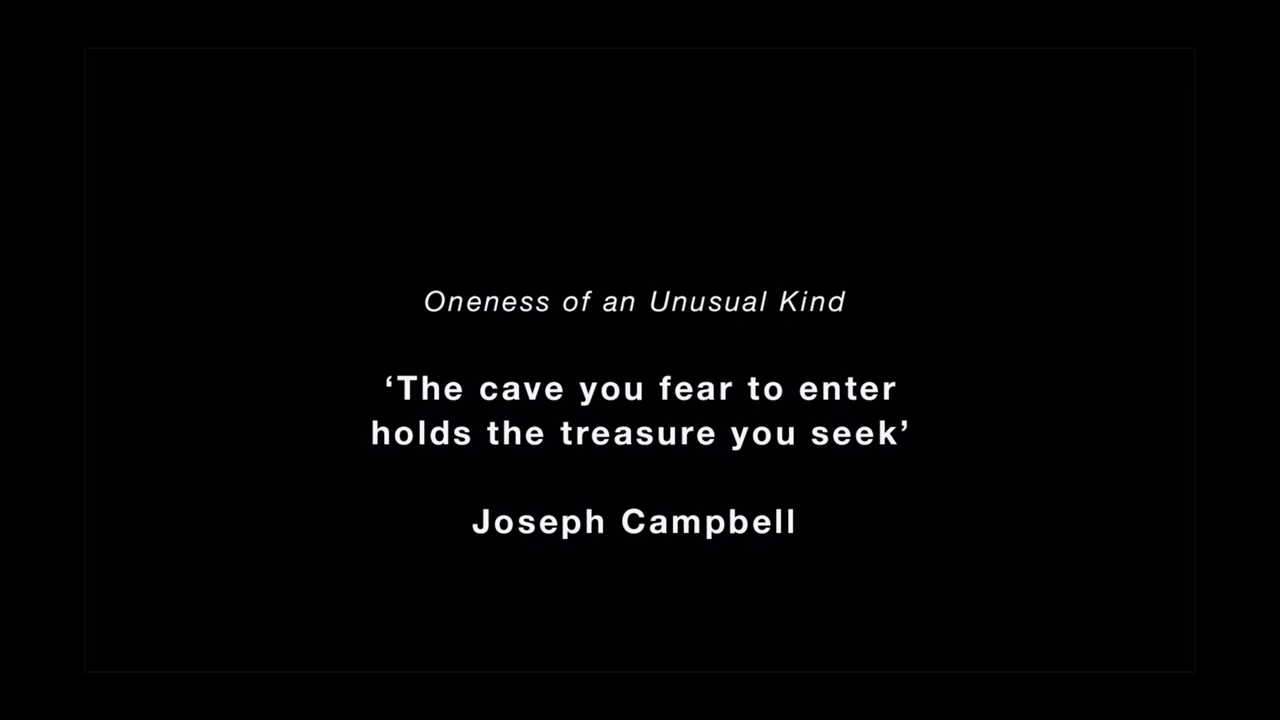 Oneness of an Unusual Kind
‘The cave you fear to enter
holds the treasure you seek’
Joseph Campbell